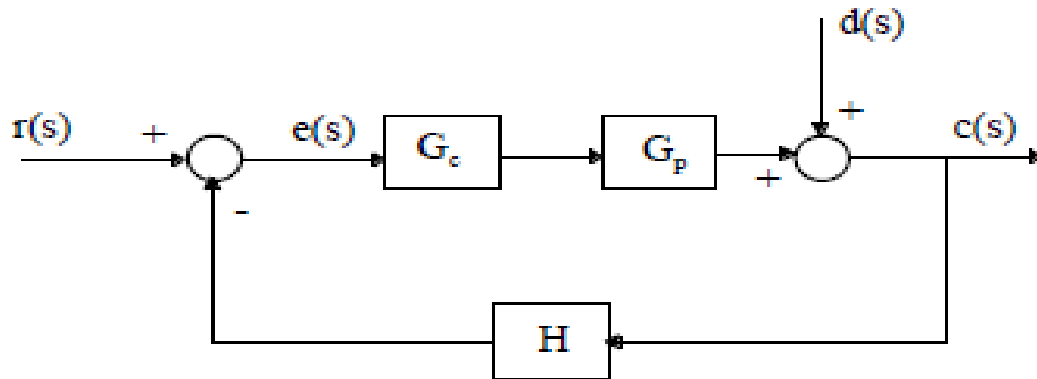 d(s)
r(s)
+
e(s)
G_c
G_p
+
+
c(s)
-
H